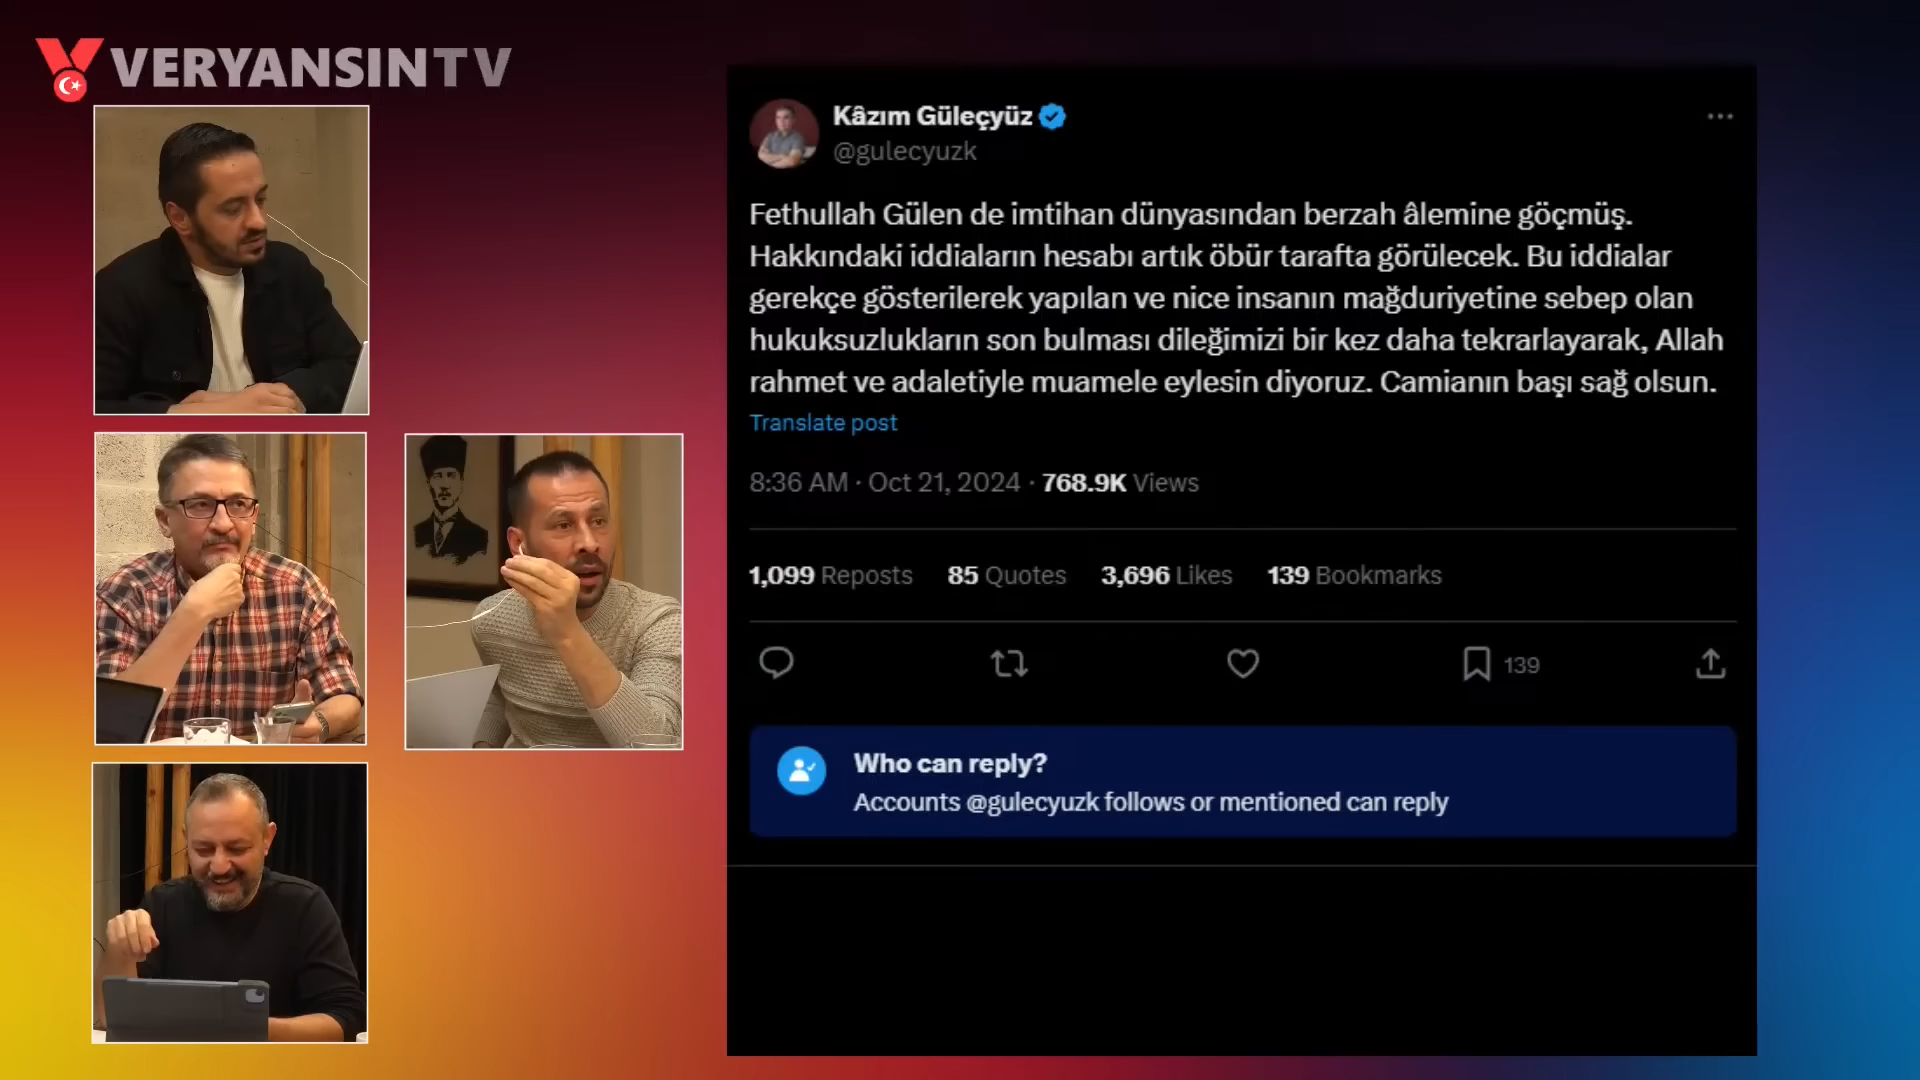 VERYANSINTV
Kâzım Güleçyüz
@gulecyuzk
Fethullah Gülen de imtihan dünyasından berzah âlemine göçmüş.
Hakkındaki iddiaların hesabı artık öbür tarafta görülecek. Bu iddialar
gerekçe gösterilerek yapılan ve nice insanın mağduriyetine sebep olan
hukuksuzlukların son bulması dileğimizi bir kez daha tekrarlayarak, Allah
rahmet ve adaletiyle muamele eylesin diyoruz. Camianın başı sağ olsun.
Translate post
8:36 AM · Oct 21, 2024 · 768.9K Views
1,099 Reposts 85 Quotes 3,696 Likes 139 Bookmarks
139
Who can reply?
Accounts @gulecyuzk follows or mentioned can reply